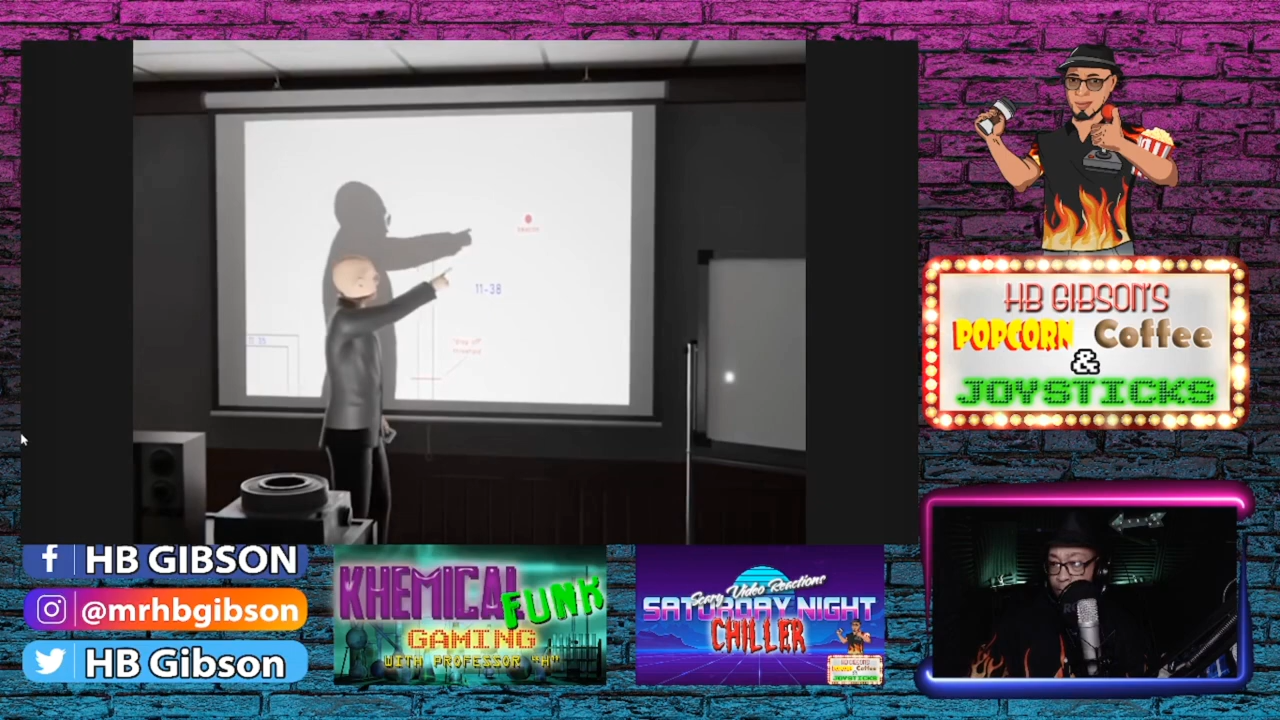 11-38
HB GIBSON'S
POPCORN Coffee
&
JOYSTICKS
f HB GIBSON
@mrhbgibson
HB Gibson
KHEMICAL
FUNK
GAMING
WITH PROFESSOR "H"
Scary Video Reactions
SATURDAY NIGHT
CHILLER